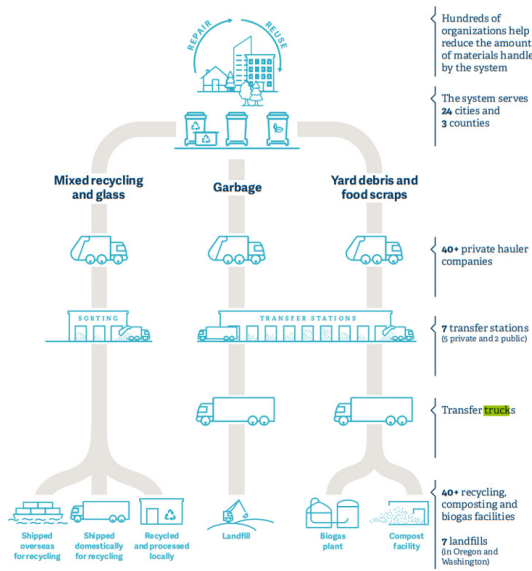 REPAIR
REUSE
Hundreds of
organizations help
reduce the amount
of materials handle
by the system
The system serves
24 cities and
3 counties
Mixed recycling
and glass
Garbage
Yard debris and
food scraps
40+ private hauler
companies
SORTING
TRANSFER STATIONS
7 transfer stations
(5 private and 2 public)
Transfer trucks
40+ recycling,
composting and
biogas facilities
Shipped
overseas
for recycling
Shipped
domestically
for recycling
Recycled
and processed
locally
Landfill
Biogas
plant
Compost
facility
7 landfills
(in Oregon and
Washington)